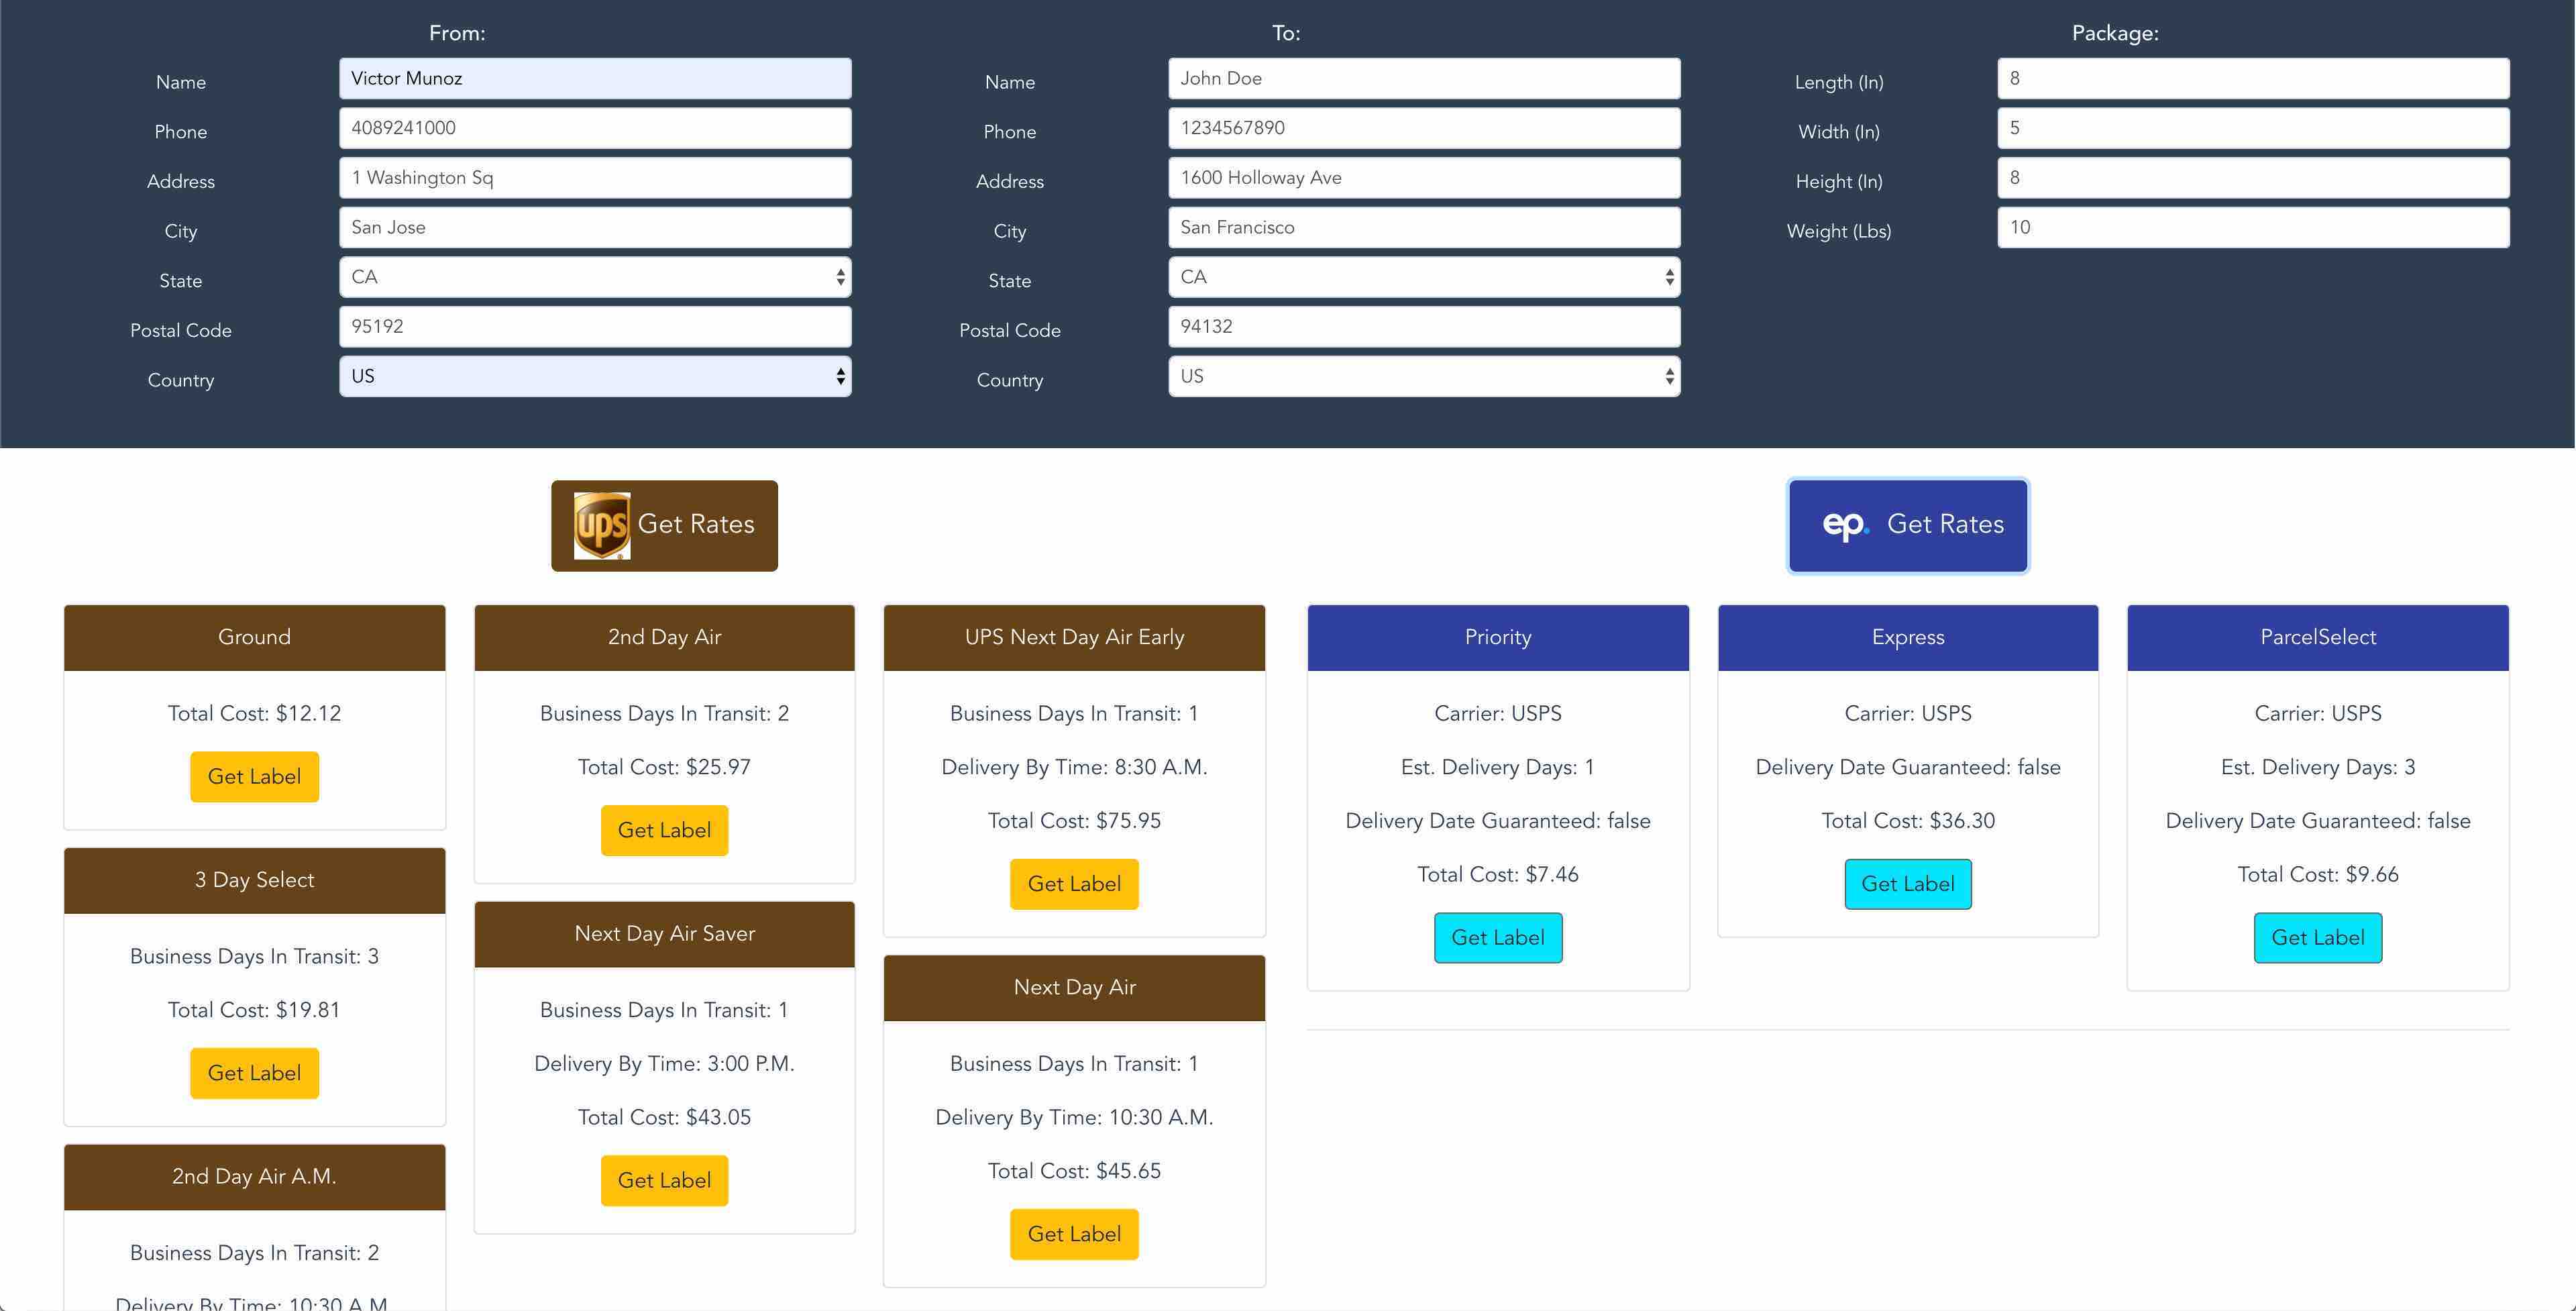 From:
Name
Victor Munoz
Phone
4089241000
Address
1 Washington Sq
City
San Jose
State
CA
Postal Code
95192
Country
US
To:
Name
John Doe
Phone
1234567890
Address
1600 Holloway Ave
City
San Francisco
State
CA
Postal Code
94132
Country
US
Package:
Length (In)
8
Width (In)
5
Height (In)
8
Weight (Lbs)
10
ups Get Rates
Ground
Total Cost: $12.12
Get Label
3 Day Select
Business Days In Transit: 3
Total Cost: $19.81
Get Label
2nd Day Air A.M.
Business Days In Transit: 2
Delivery By Time: 10:30 A.M.
2nd Day Air
Business Days In Transit: 2
Total Cost: $25.97
Get Label
Next Day Air Saver
Business Days In Transit: 1
Delivery By Time: 3:00 P.M.
Total Cost: $43.05
Get Label
UPS Next Day Air Early
Business Days In Transit: 1
Delivery By Time: 8:30 A.M.
Total Cost: $75.95
Get Label
Next Day Air
Business Days In Transit: 1
Delivery By Time: 10:30 A.M.
Total Cost: $45.65
Get Label
ep. Get Rates
Priority
Carrier: USPS
Est. Delivery Days: 1
Delivery Date Guaranteed: false
Total Cost: $7.46
Get Label
Express
Carrier: USPS
Delivery Date Guaranteed: false
Total Cost: $36.30
Get Label
ParcelSelect
Carrier: USPS
Est. Delivery Days: 3
Delivery Date Guaranteed: false
Total Cost: $9.66
Get Label